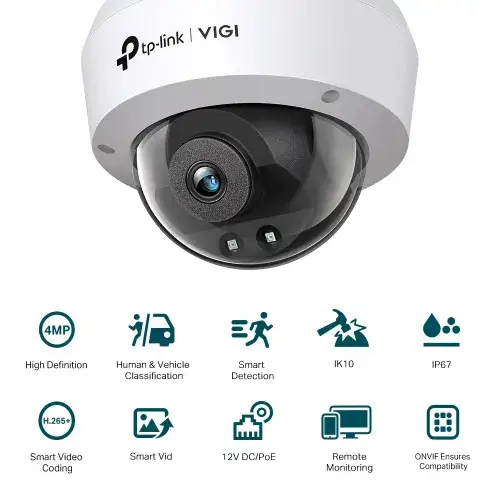 tp-link | VIGI
4MP
High Definition
Human & Vehicle
Classification
Smart
Detection
IK10
IP67
H.265+
Smart Video
Coding
Smart Vid
12V DC/PoE
Remote
Monitoring
ONVIF Ensures
Compatibility